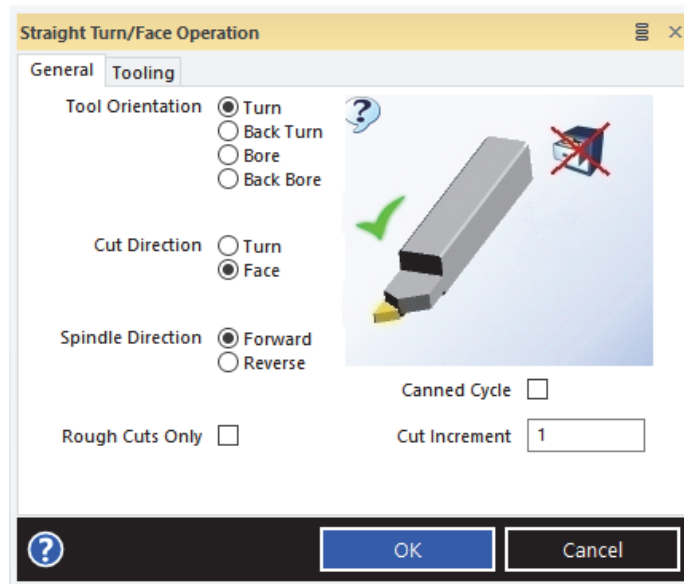 Straight Turn/Face Operation
General Tooling
Tool Orientation Turn
Back Turn
Bore
Back Bore
Cut Direction Turn
Face
Spindle Direction Forward
Reverse
Canned Cycle
Rough Cuts Only Cut Increment 1
OK Cancel